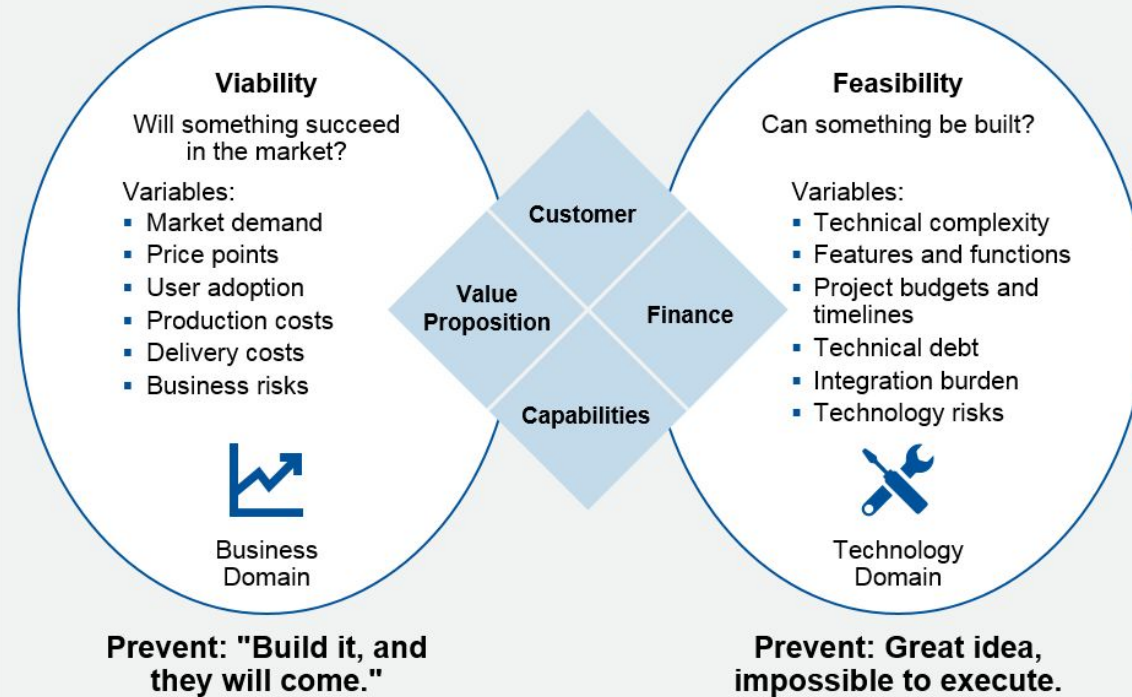 Viability
Will something succeed
in the market?
Variables:
▪ Market demand
▪ Price points
▪ User adoption
▪ Production costs
▪ Delivery costs
▪ Business risks
Business
Domain
Prevent: "Build it, and
they will come."
Customer
Value
Proposition
Finance
Capabilities
Feasibility
Can something be built?
Variables:
▪ Technical complexity
▪ Features and functions
▪ Project budgets and
timelines
▪ Technical debt
▪ Integration burden
▪ Technology risks
Technology
Domain
Prevent: Great idea,
impossible to execute.